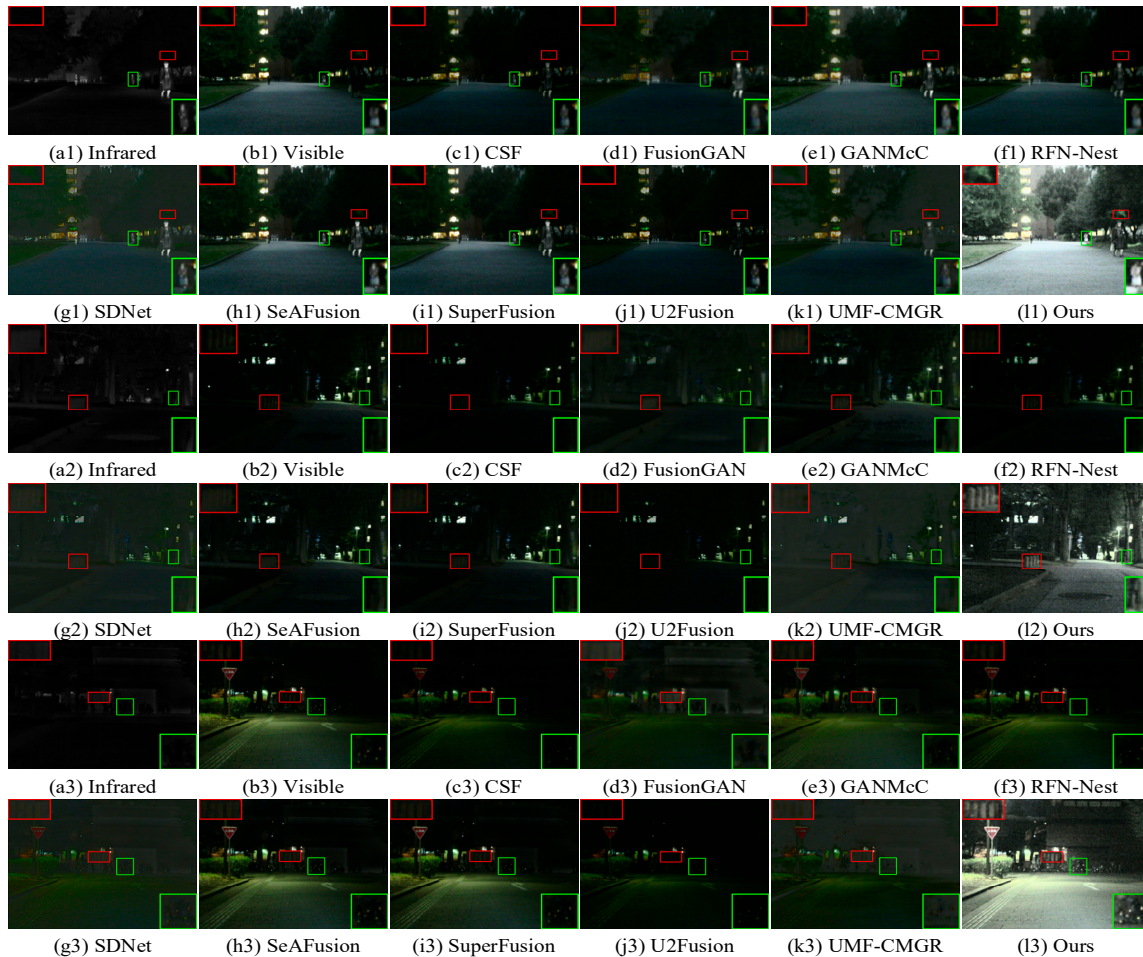 (a1) Infrared (b1) Visible (c1) CSF (d1) FusionGAN (e1) GANMcC (f1) RFN-Nest
(g1) SDNet (h1) SeAFusion (i1) SuperFusion (j1) U2Fusion (k1) UMF-CMGR (l1) Ours
(a2) Infrared (b2) Visible (c2) CSF (d2) FusionGAN (e2) GANMcC (f2) RFN-Nest
(g2) SDNet (h2) SeAFusion (i2) SuperFusion (j2) U2Fusion (k2) UMF-CMGR (l2) Ours
(a3) Infrared (b3) Visible (c3) CSF (d3) FusionGAN (e3) GANMcC (f3) RFN-Nest
(g3) SDNet (h3) SeAFusion (i3) SuperFusion (j3) U2Fusion (k3) UMF-CMGR (l3) Ours